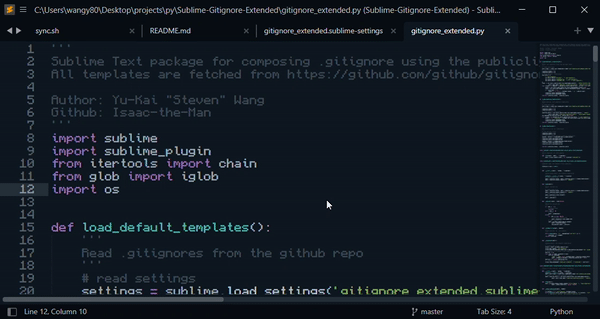 C:\Users\wangy80\Desktop\projects\py\Sublime-Gitignore-Extended\gitignore_extended.py (Sublime-Gitignore-Extended) - Subli...
sync.sh README.md gitignore_extended.sublime-settings gitignore_extended.py
1 '''
2 Sublime Text package for composing .gitignore using the publicl
3 All templates are fetched from https://github.com/github/gitigno
4
5 Author: Yu-Kai "Steven" Wang
6 Github: Isaac-the-Man
7 '''
8 import sublime
9 import sublime_plugin
10 from itertools import chain
11 from glob import iglob
12 import os
13
14
15 def load_default_templates():
16 '''
17 Read .gitignores from the github repo
18 '''
19 # read settings
20 settings = sublime.load_settings('gitignore_extended.sublime
Line 12, Column 10 master Tab Size: 4 Python